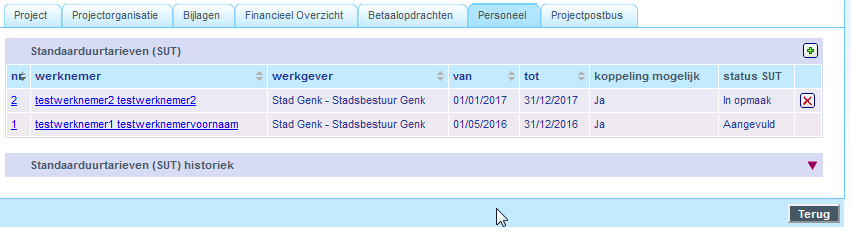 Project Projectorganisatie Bijlagen Financieel Overzicht Betaalopdrachten Personeel Projectpostbus
Standaarduurtarieven (SUT)
nr werknemer werkgever van tot koppeling mogelijk status SUT
2 testwerknemer2 testwerknemer2 Stad Genk - Stadsbestuur Genk 01/01/2017 31/12/2017 Ja In opmaak
1 testwerknemer1 testwerknemervoornaam Stad Genk - Stadsbestuur Genk 01/05/2016 31/12/2016 Ja Aangevuld
Standaarduurtarieven (SUT) historiek
Terug